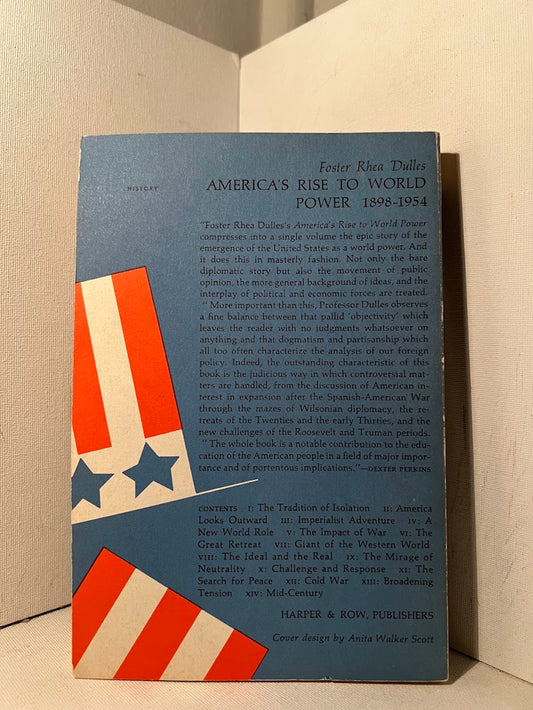 Foster Rhea Dulles
HISTORY
AMERICA'S RISE TO WORLD
POWER 1898-1954
"Foster Rhea Dulles's America's Rise to World Power
compresses into a single volume the epic story of the
emergence of the United States as a world power. And
it does this in masterly fashion. Not only the bare
diplomatic story but also the movement of public
opinion, the more general background of ideas, and the
interplay of political and economic forces are treated.
"More important than this, Professor Dulles observes
a fine balance between that pallid 'objectivity' which
leaves the reader with no judgments whatsoever on
anything and that dogmatism and partisanship which
all too often characterize the analysis of our foreign
policy. Indeed, the outstanding characteristic of this
book is the judicious way in which controversial mat-
ters are handled, from the discussion of American in-
terest in expansion after the Spanish-American War
through the mazes of Wilsonian diplomacy, the re-
treats of the Twenties and the early Thirties, and the
new challenges of the Roosevelt and Truman periods.
"The whole book is a notable contribution to the edu-
cation of the American people in a field of major impor-
tance and of portentous implications."—DEXTER PERKINS
CONTENTS I: The Tradition of Isolation II: America
Looks Outward III: Imperialist Adventure IV: A
New World Role V: The Impact of War VI: The
Great Retreat VII: Giant of the Western World
VIII: The Ideal and the Real IX: The Mirage of
Neutrality X: Challenge and Response XI: The
Search for Peace XII: Cold War XIII: Broadening
Tension XIV: Mid-Century
HARPER & ROW, PUBLISHERS
Cover design by Anita Walker Scott